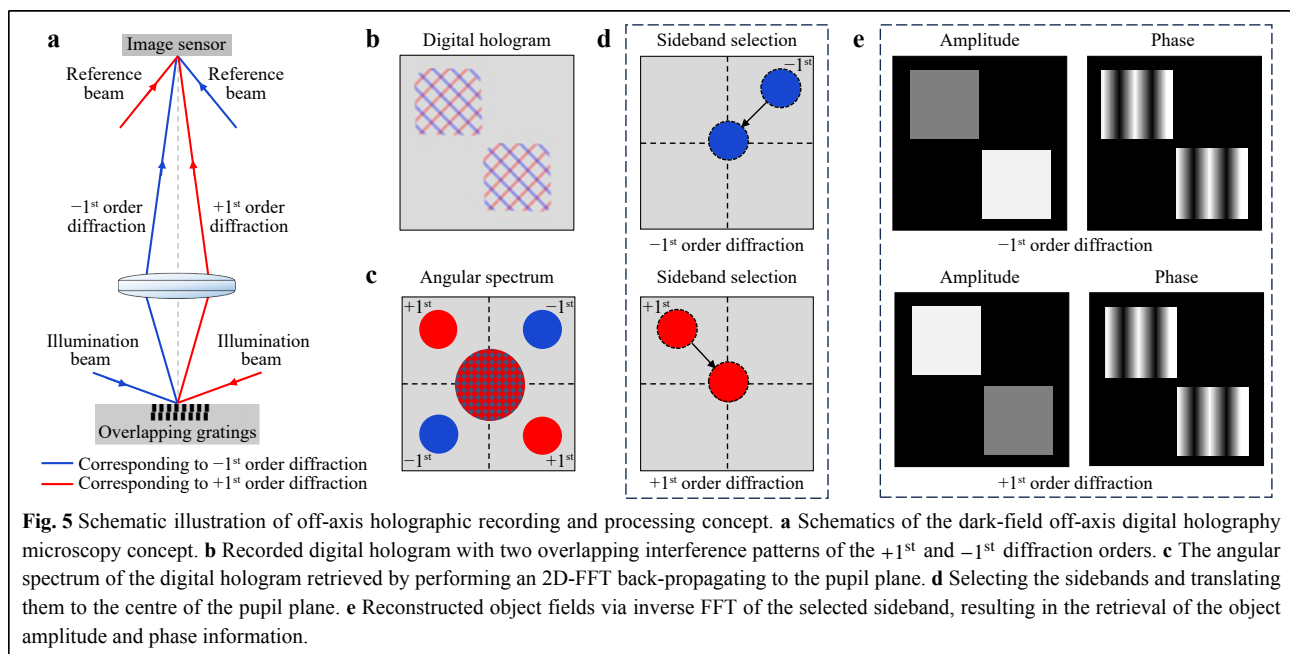 a
Image sensor
Reference
beam
Reference
beam
−1st order
diffraction
+1st order
diffraction
Illumination
beam
Illumination
beam
Overlapping gratings
Corresponding to −1st order diffraction
Corresponding to +1st order diffraction
b
Digital hologram
c
Angular spectrum
+1st
−1st
−1st
+1st
d
Sideband selection
−1st
−1st order diffraction
Sideband selection
+1st
+1st order diffraction
e
Amplitude
Phase
−1st order diffraction
Amplitude
Phase
+1st order diffraction
Fig. 5 Schematic illustration of off-axis holographic recording and processing concept. a Schematics of the dark-field off-axis digital holography
microscopy concept. b Recorded digital hologram with two overlapping interference patterns of the +1st and −1st diffraction orders. c The angular
spectrum of the digital hologram retrieved by performing an 2D-FFT back-propagating to the pupil plane. d Selecting the sidebands and translating
them to the centre of the pupil plane. e Reconstructed object fields via inverse FFT of the selected sideband, resulting in the retrieval of the object
amplitude and phase information.